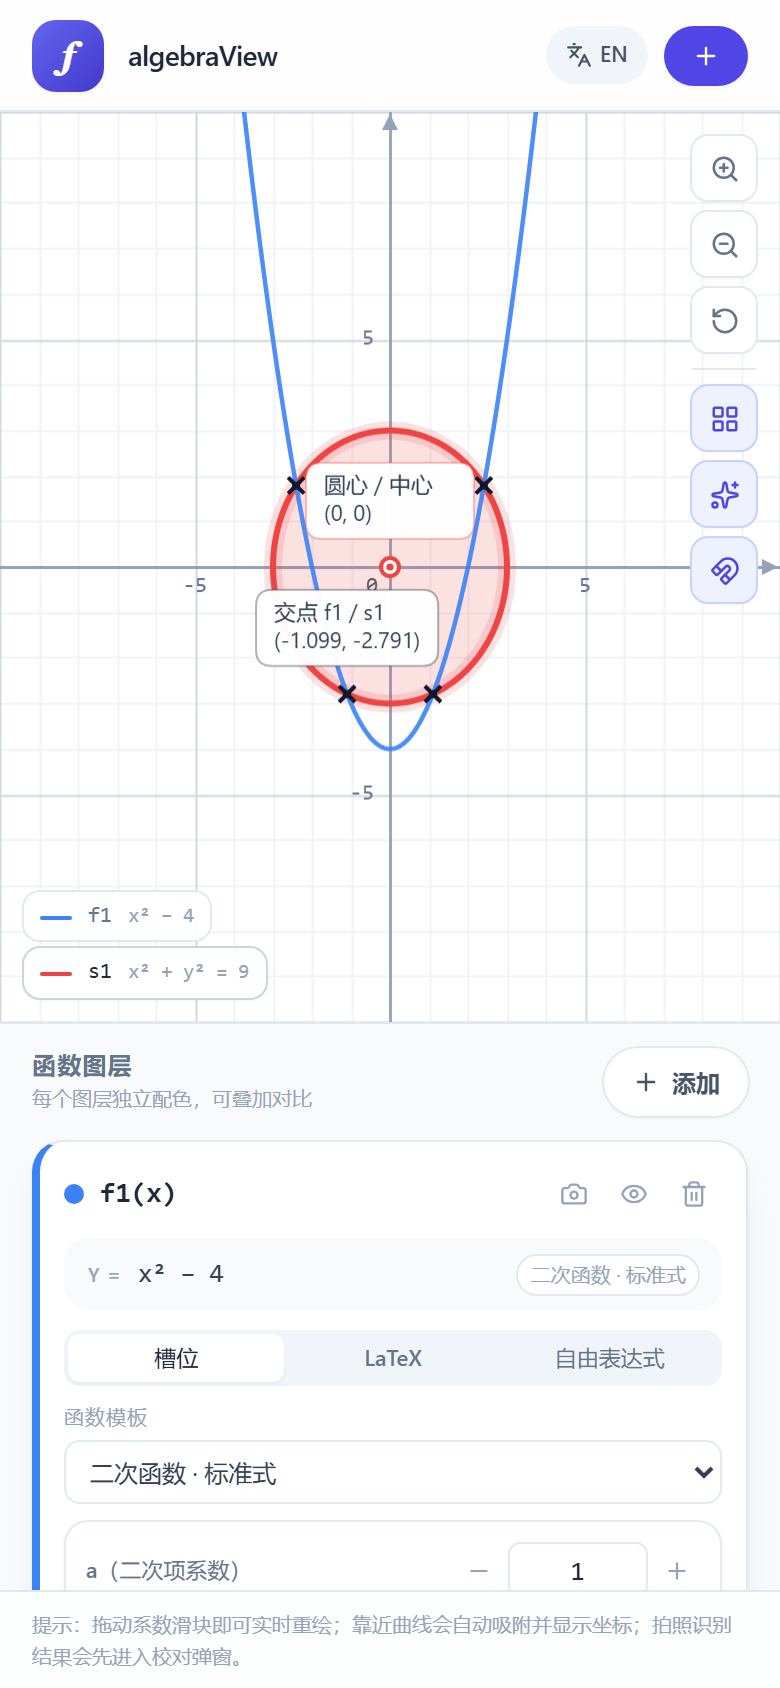 f
algebraView
EN
5
圆心 / 中心
(0, 0)
-5
0
5
交点 f1 / s1
(-1.099, -2.791)
-5
f1 x² − 4
s1 x² + y² = 9
函数图层
每个图层独立配色，可叠加对比
添加
f1(x)
Y = x² − 4
二次函数 · 标准式
槽位
LaTeX
自由表达式
函数模板
二次函数 · 标准式
a（二次项系数）
1
提示：拖动系数滑块即可实时重绘；靠近曲线会自动吸附并显示坐标；拍照识别
结果会先进入校对弹窗。